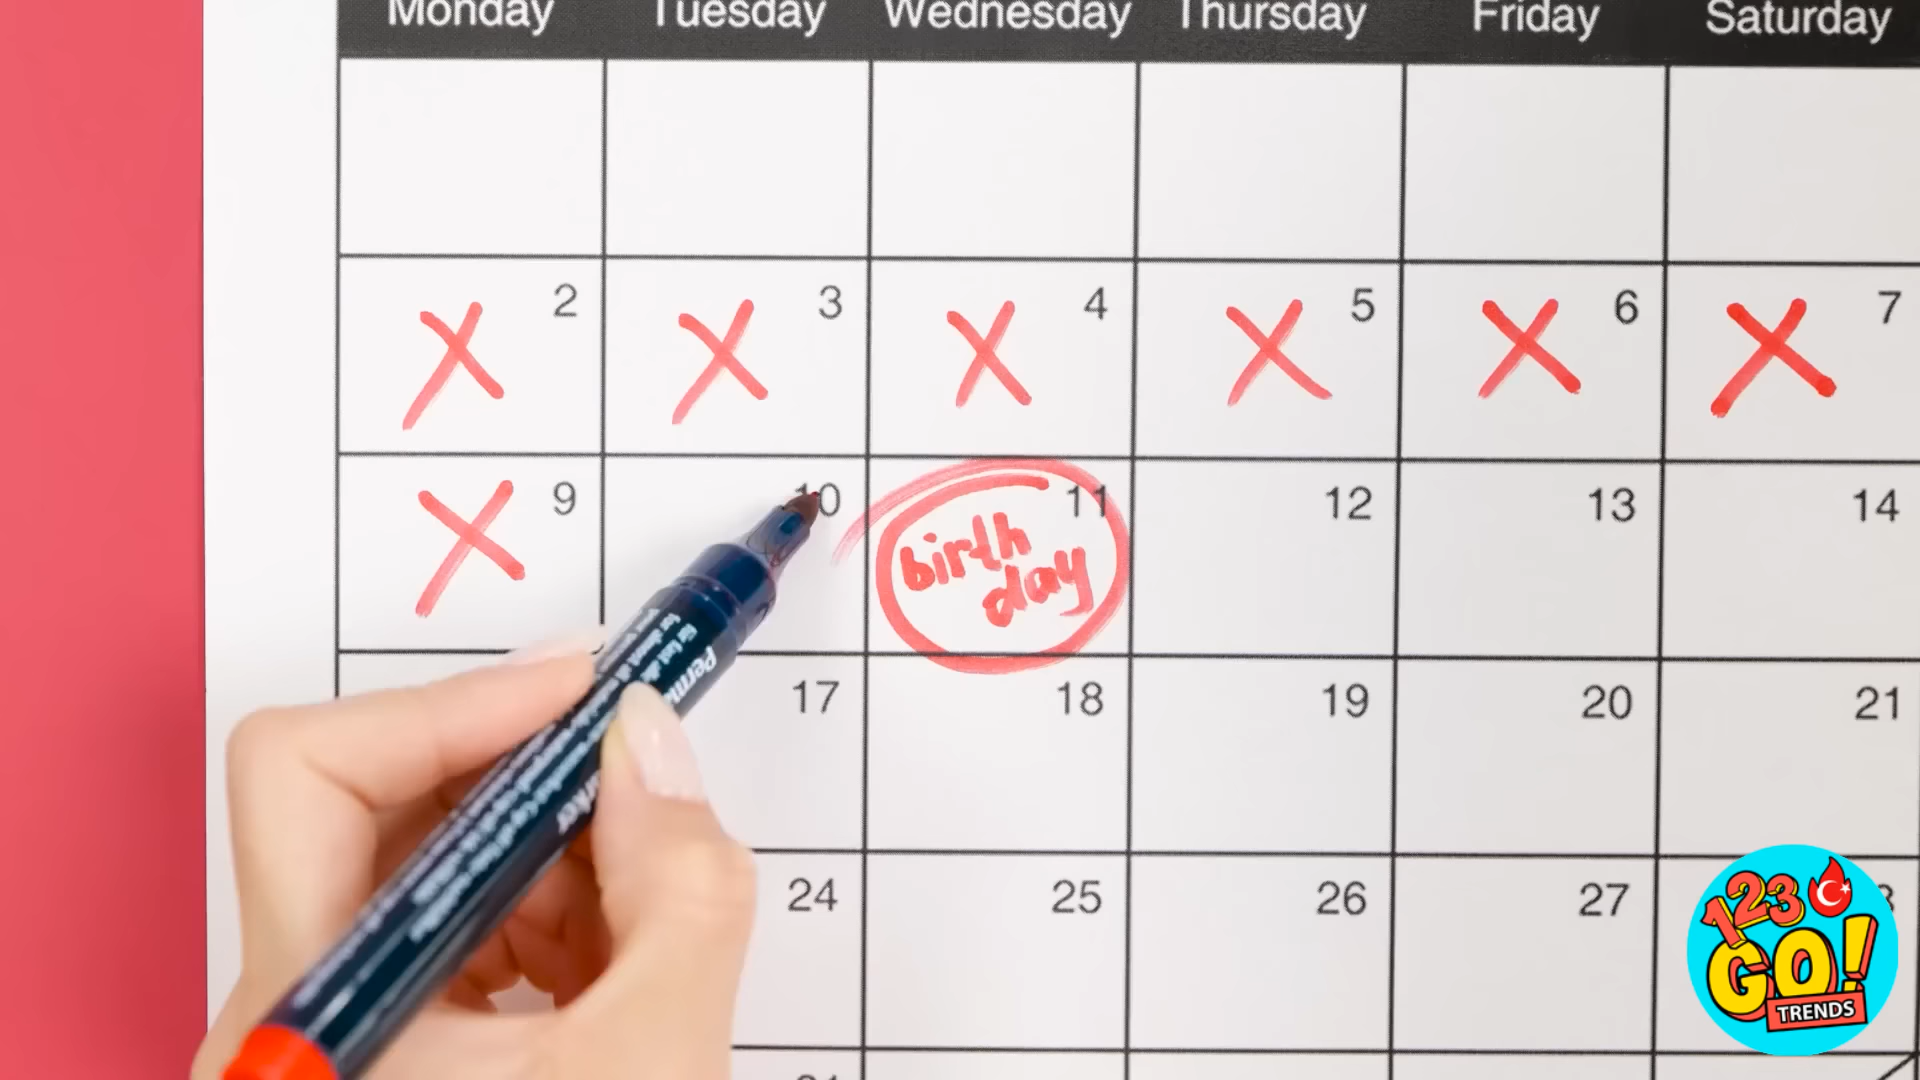 Monday Tuesday Wednesday Thursday Friday Saturday
2 3 4 5 6 7
9 10 11 12 13 14
birth
day
17 18 19 20 21
24 25 26 27
Permanent
123
GO!
TRENDS